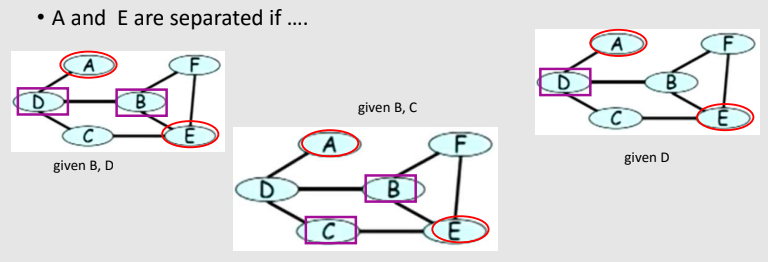 • A and  E are separated if ….
A
F
D
B
C
E
given B, D
given B, C
A
F
D
B
C
E
A
F
D
B
C
E
given D